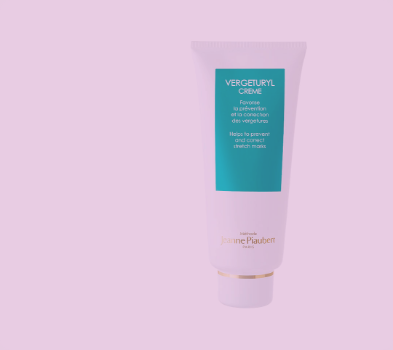 VERGETURYL
CRÈME
Favorise
la prévention
et la correction
des vergetures
Helps to prevent
and correct
stretch marks
Jeanne Piaubert
PARIS